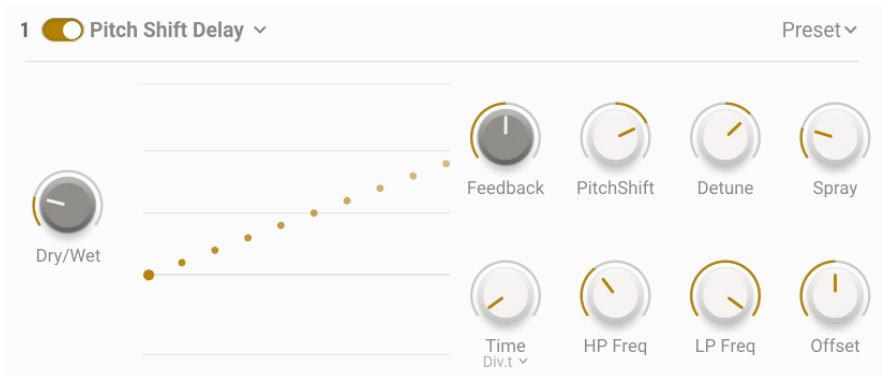 1 Pitch Shift Delay Preset
Feedback PitchShift Detune Spray
Dry/Wet
Time HP Freq LP Freq Offset
Div.t